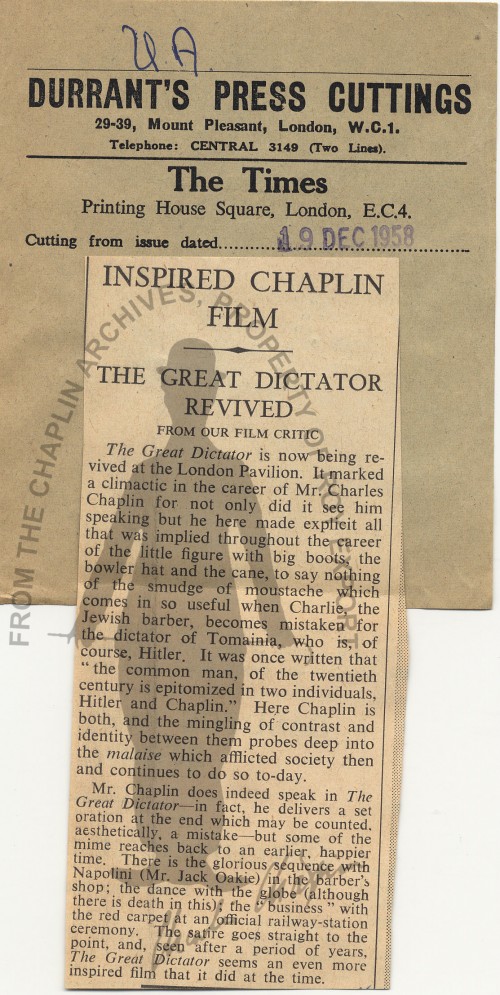 U.A.
DURRANT'S PRESS CUTTINGS
29-39, Mount Pleasant, London, W.C.1.
Telephone: CENTRAL 3149 (Two Lines).
The Times
Printing House Square, London, E.C.4.
Cutting from issue dated 19 DEC 1958
INSPIRED CHAPLIN
FILM
THE GREAT DICTATOR
REVIVED
FROM OUR FILM CRITIC
The Great Dictator is now being re-
vived at the London Pavilion. It marked
a climactic in the career of Mr. Charles
Chaplin for not only did it see him
speaking but he here made explicit all
that was implied throughout the career
of the little figure with big boots, the
bowler hat and the cane, to say nothing
of the smudge of moustache which
comes in so useful when Charlie, the
Jewish barber, becomes mistaken for
the dictator of Tomainia, who is, of
course, Hitler. It was once written that
" the common man, of the twentieth
century is epitomized in two individuals,
Hitler and Chaplin." Here Chaplin is
both, and the mingling of contrast and
identity between them probes deep into
the malaise which afflicted society then
and continues to do so to-day.
Mr. Chaplin does indeed speak in The
Great Dictator—in fact, he delivers a set
oration at the end which may be counted,
aesthetically, a mistake—but some of the
mime reaches back to an earlier, happier
time. There is the glorious sequence with
Napolini (Mr. Jack Oakie) in the barber's
shop; the dance with the globe (although
there is death in this); the "business" with
the red carpet at an official railway-station
ceremony. The satire goes straight to the
point, and, seen after a period of years,
The Great Dictator seems an even more
inspired film that it did at the time.
FROM THE CHAPLIN ARCHIVES, PROPERTY OF ROY EXPORT